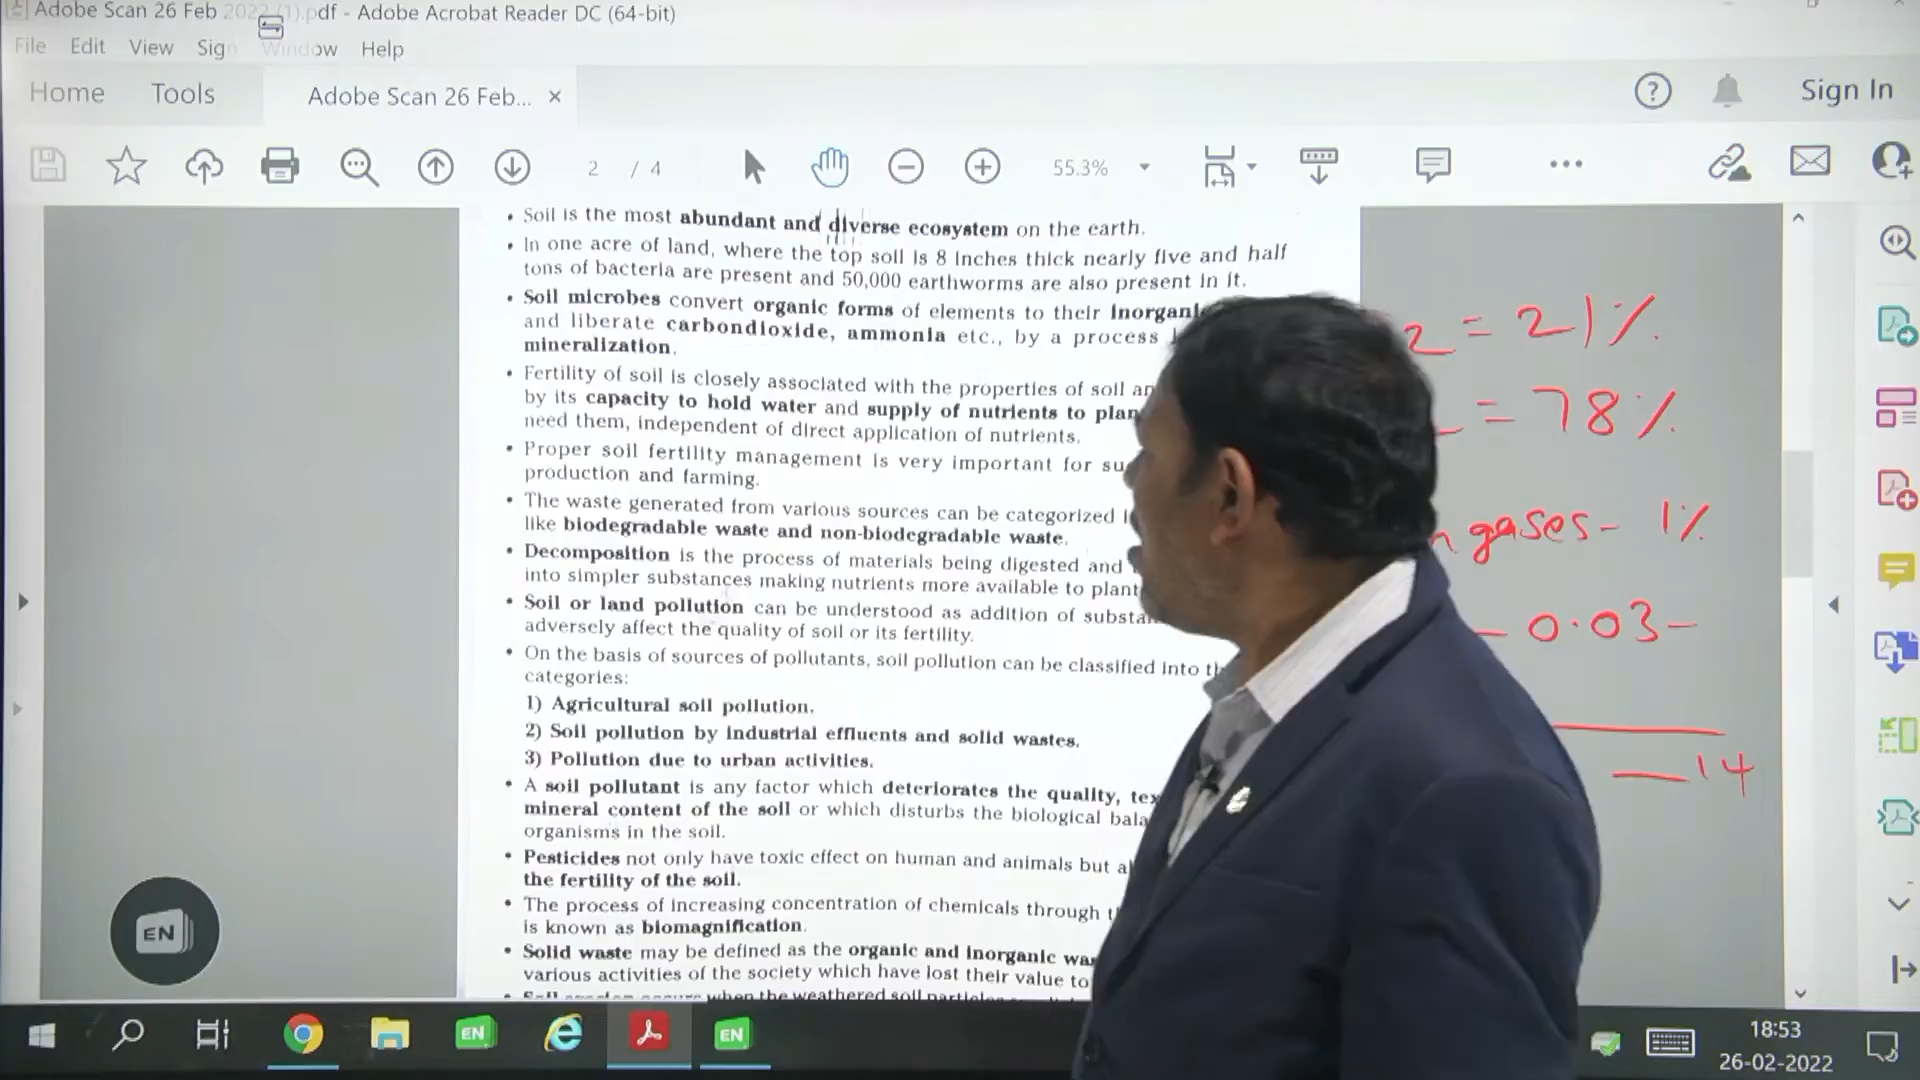 Adobe Scan 26 Feb 2022 (1).pdf - Adobe Acrobat Reader DC (64-bit)
File Edit View Sign Window Help
Home Tools Adobe Scan 26 Feb... × Sign In
2 / 4 55.3%
• Soil is the most abundant and diverse ecosystem on the earth.
• In one acre of land, where the top soil is 8 inches thick nearly five and half
tons of bacteria are present and 50,000 earthworms are also present in it.
• Soil microbes convert organic forms of elements to their
and liberate carbondioxide, ammonia etc., by a process
mineralization.
• Fertility of soil is closely associated with the properties of soil
by its capacity to hold water and supply of nutrients to
need them, independent of direct application of nutrients.
• Proper soil fertility management is very important for
production and farming.
• The waste generated from various sources can be categorized
like biodegradable waste and non-biodegradable waste.
• Decomposition is the process of materials being digested and
into simpler substances making nutrients more available to
• Soil or land pollution can be understood as addition of
adversely affect the quality of soil or its fertility.
• On the basis of sources of pollutants, soil pollution can be classified into
categories:
1) Agricultural soil pollution.
2) Soil pollution by industrial effluents and solid wastes.
3) Pollution due to urban activities.
• A soil pollutant is any factor which deteriorates the quality,
mineral content of the soil or which disturbs the biological
organisms in the soil.
• Pesticides not only have toxic effect on human and animals but
the fertility of the soil.
• The process of increasing concentration of chemicals through
is known as biomagnification.
• Solid waste may be defined as the organic and inorganic
various activities of the society which have lost their value to
when the weathered soil particles
2 = 21%
= 78%
gases - 1%
- 0.03 -
14
EN
EN EN
18:53
26-02-2022